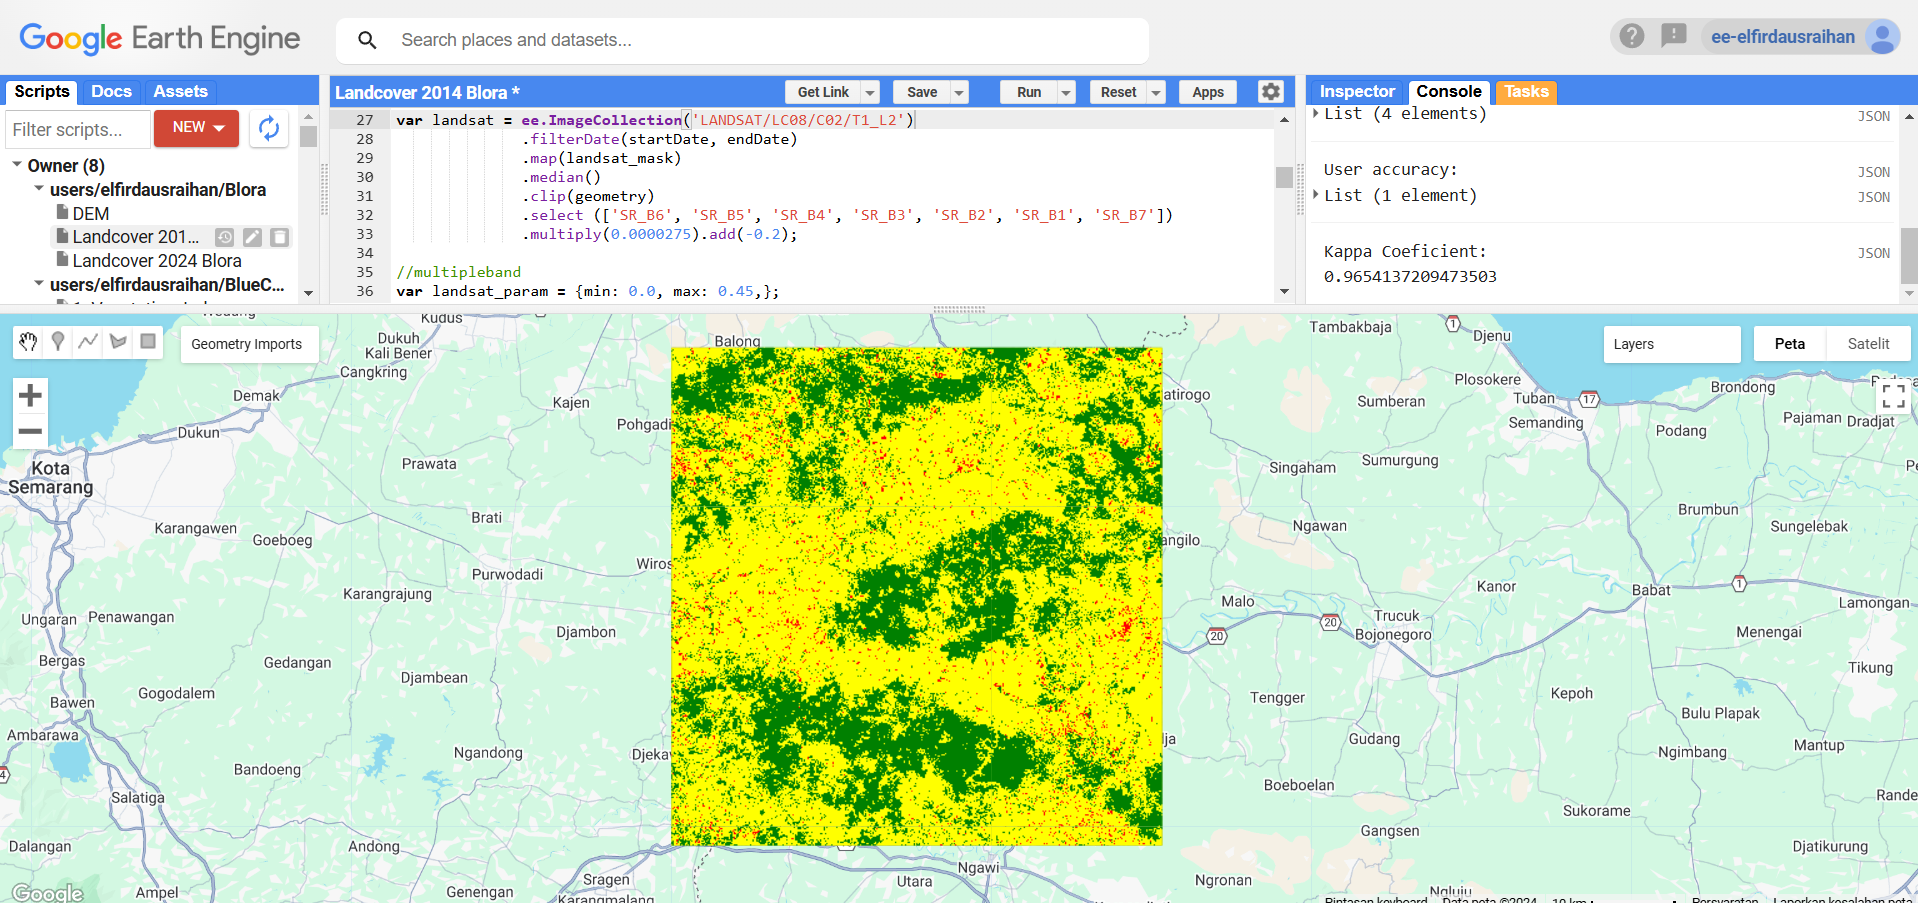 Google Earth Engine
Search places and datasets...
ee-elfirdausraihan
Scripts Docs Assets
Filter scripts...
NEW
Owner (8)
users/elfirdausraihan/Blora
DEM
Landcover 201...
Landcover 2024 Blora
users/elfirdausraihan/BlueC...
Landcover 2014 Blora *
Get Link Save Run Reset Apps
27 var landsat = ee.ImageCollection('LANDSAT/LC08/C02/T1_L2')
28 .filterDate(startDate, endDate)
29 .map(landsat_mask)
30 .median()
31 .clip(geometry)
32 .select (['SR_B6', 'SR_B5', 'SR_B4', 'SR_B3', 'SR_B2', 'SR_B1', 'SR_B7'])
33 .multiply(0.0000275).add(-0.2);
34
35 //multipleband
36 var landsat_param = {min: 0.0, max: 0.45,};
Inspector Console Tasks
List (4 elements) JSON
User accuracy: JSON
List (1 element) JSON
Kappa Coeficient: JSON
0.9654137209473503
Geometry Imports
Layers
Peta Satelit
Kudus
Dukuh
Kali Bener
Cangkring
Demak
Dukun
Kajen
Pohgadi
Balong
Kota
Semarang
Prawata
Karangawen
Goeboeg
Brati
Purwodadi
Wiros
Karangrajung
Ungaran
Penawangan
Djambon
Bergas
Gedangan
Djambean
Gogodalem
Bawen
Ambarawa
Ngandong
Djeka
Bandoeng
Salatiga
4
Dalangan
Andong
Ampel
Genengan
Sragen
Karangmalang
Utara
Ngawi
Tambakbaja
1
Djenu
Plosokere
Tuban
17
Brondong
atirogo
Sumberan
Semanding
Podang
Pajaman
Dradjat
Singaham
Sumurgung
Ngawan
Brumbun
Sungelebak
angilo
Kanor
Babat
1
Malo
Trucuk
Lamongan
20
20
Bojonegoro
Menengai
Tikung
Tengger
Kepoh
Bulu Plapak
ja
Gudang
Ngimbang
Mantup
Boeboelan
Sukorame
Rande
Gangsen
Djatikurung
Ngronan
Google
Pintasan keyboard Data peta ©2024 10 km Persyaratan Laporkan kesalahan peta